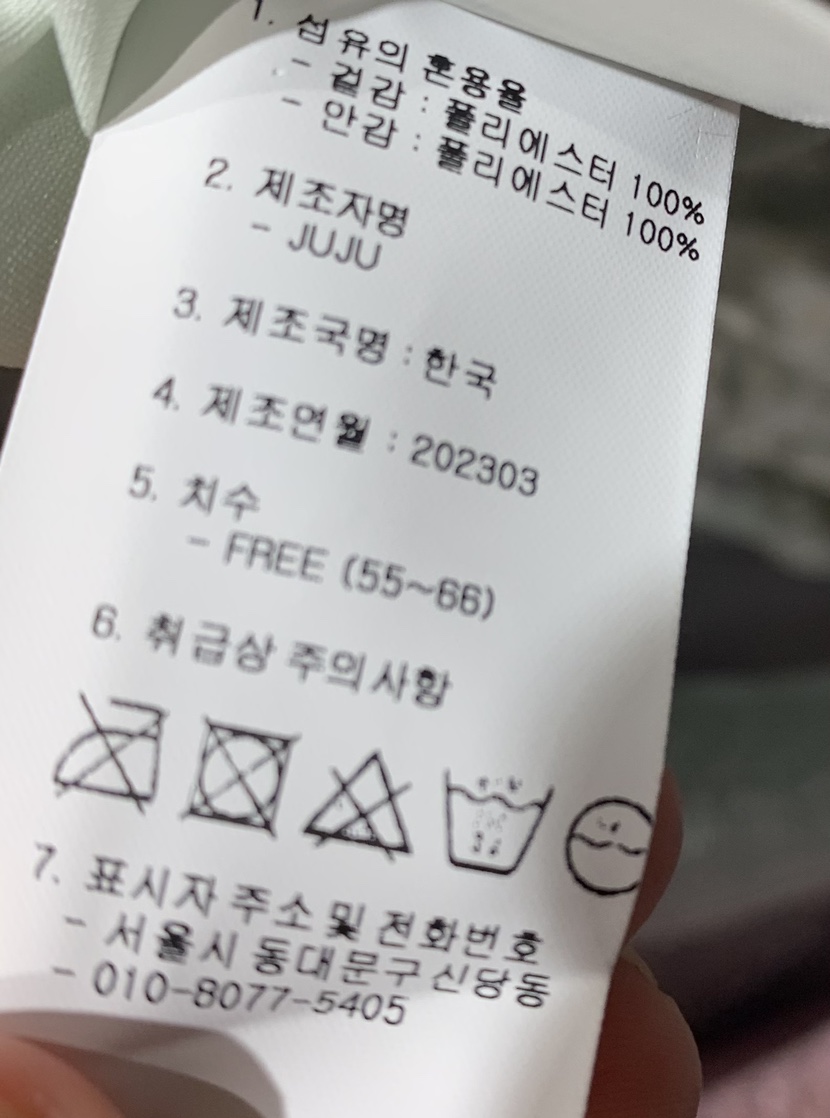 1. 섬유의 혼용율
- 겉감 : 폴리에스터 100%
- 안감 : 폴리에스터 100%
2. 제조자명
- JUJU
3. 제조국명 : 한국
4. 제조연월 : 202303
5. 치수
- FREE (55~66)
6. 취급상 주의사항
7. 표시자 주소 및 전화번호
- 서울시 동대문구 신당동
- 010-8077-5405